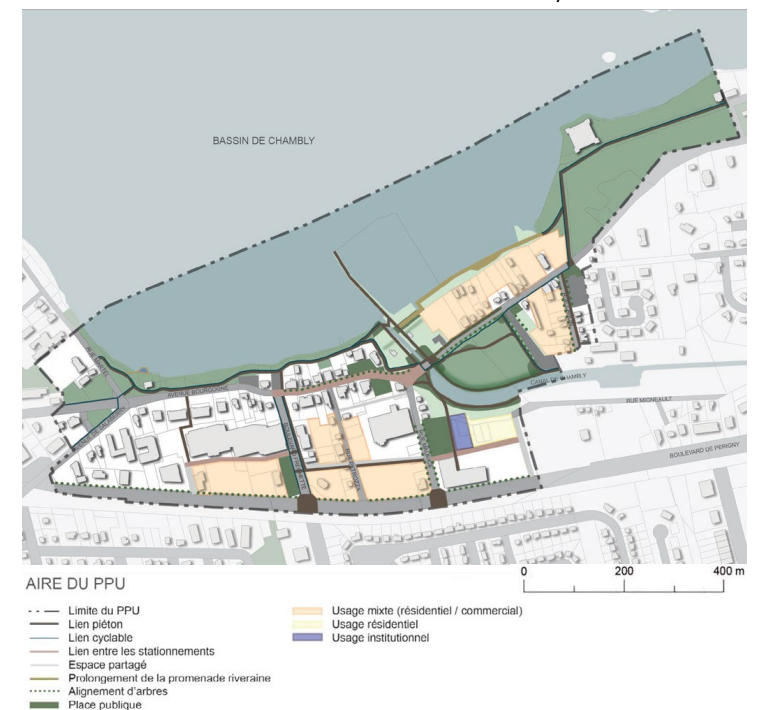 BASSIN DE CHAMBLY
AVENUE BOURGOGNE
CANAL DE CHAMBLY
RUE MIGNEAULT
BOULEVARD DE PÉRIGNY
0 200 400 m
AIRE DU PPU
Limite du PPU
Lien piéton
Lien cyclable
Lien entre les stationnements
Espace partagé
Prolongement de la promenade riveraine
Alignement d'arbres
Place publique
Usage mixte (résidentiel / commercial)
Usage résidentiel
Usage institutionnel